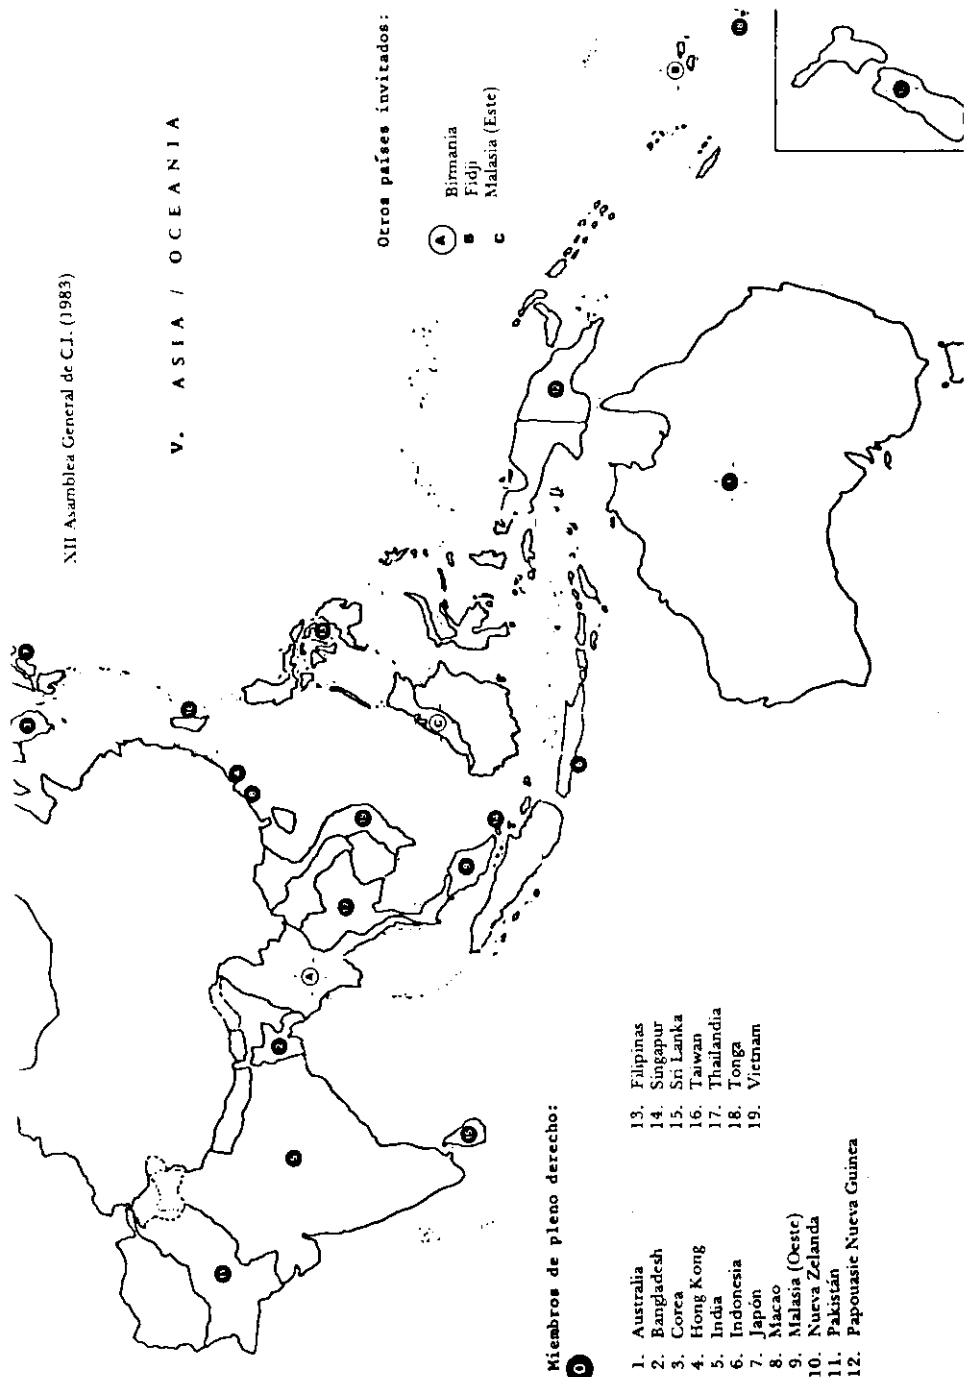 XII Asamblea General de C.I. (1983)
V. ASIA / OCEANIA
Otros países invitados:
A Birmania
B Fidji
C Malasia (Este)
Miembros de pleno derecho:
1. Australia
2. Bangladesh
3. Corea
4. Hong Kong
5. India
6. Indonesia
7. Japón
8. Macao
9. Malasia (Oeste)
10. Nueva Zelanda
11. Pakistán
12. Papouasie Nueva Guinea
13. Filipinas
14. Singapur
15. Sri Lanka
16. Taiwan
17. Thailandia
18. Tonga
19. Vietnam